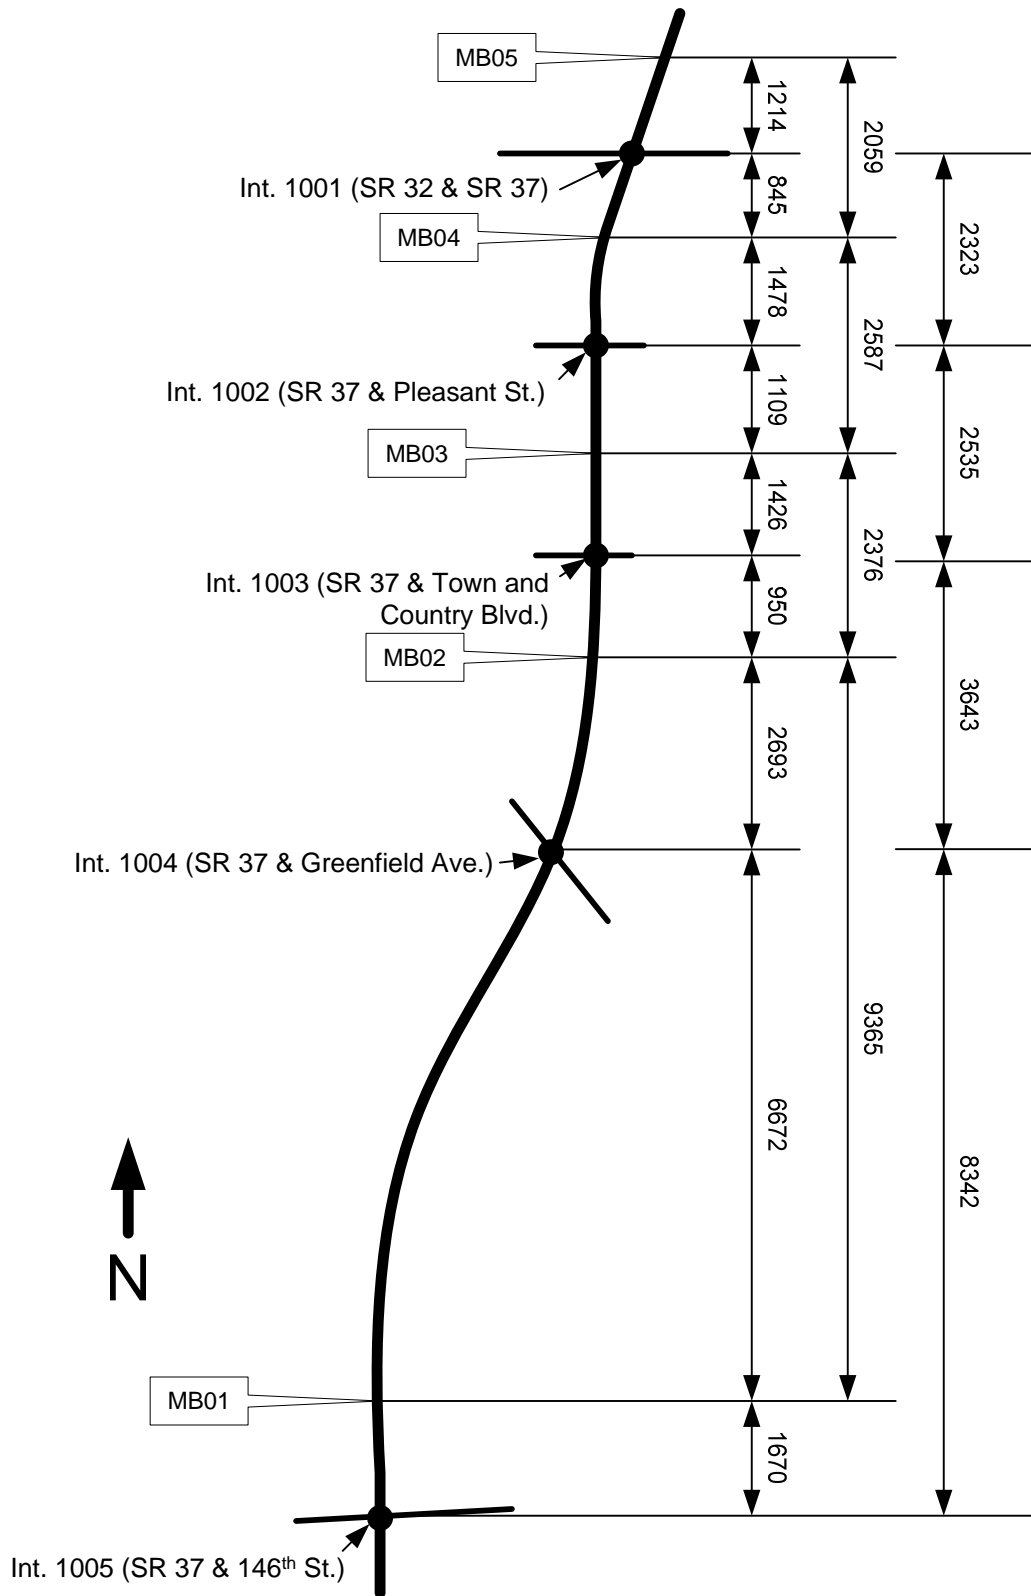 MB05
1214
2059
Int. 1001 (SR 32 & SR 37)
845
MB04
2323
1478
2587
Int. 1002 (SR 37 & Pleasant St.)
1109
MB03
2535
1426
2376
Int. 1003 (SR 37 & Town and
Country Blvd.)
950
MB02
2693
3643
Int. 1004 (SR 37 & Greenfield Ave.)
9365
6672
8342
N
MB01
1670
Int. 1005 (SR 37 & 146th St.)